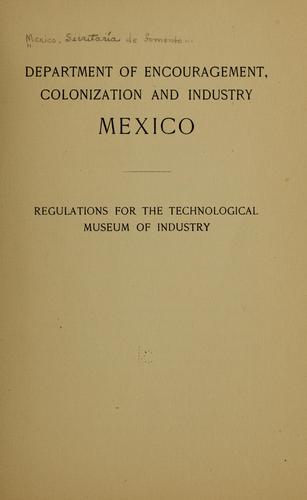 Mexico. Secretaría de Fomento...
DEPARTMENT OF ENCOURAGEMENT,
COLONIZATION AND INDUSTRY
MEXICO
REGULATIONS FOR THE TECHNOLOGICAL
MUSEUM OF INDUSTRY